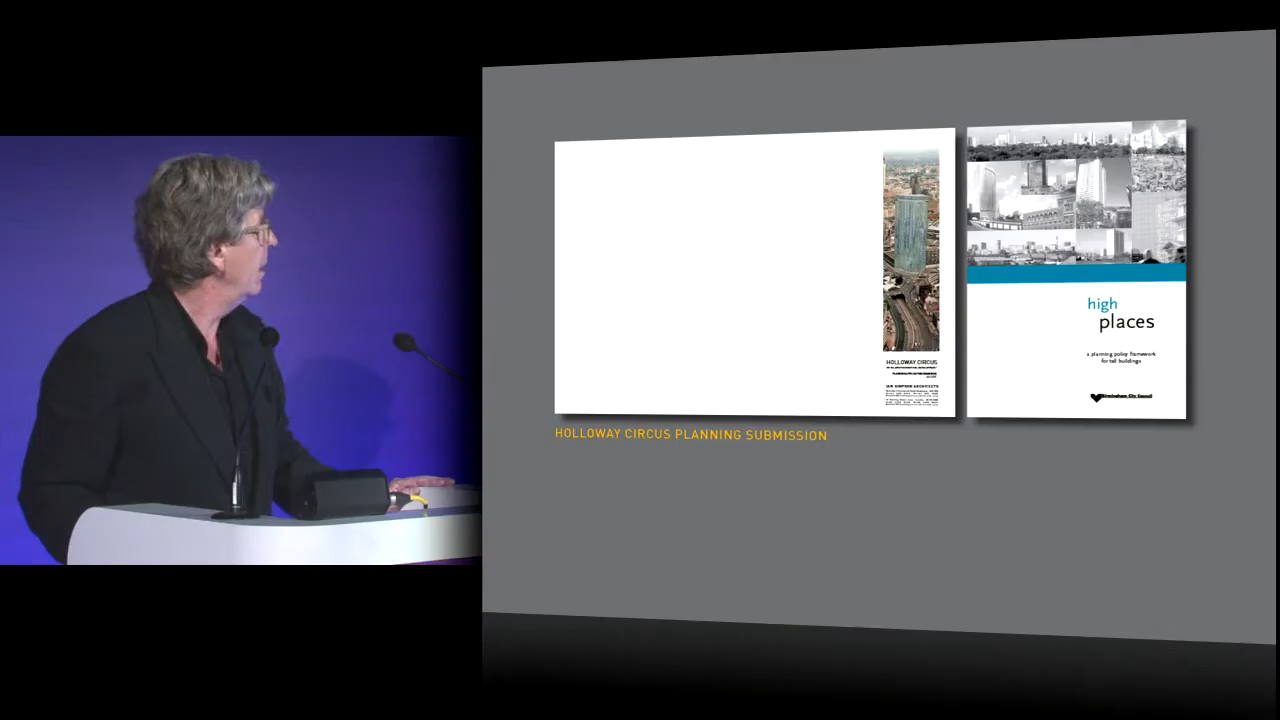 HOLLOWAY CIRCUS
IAN SIMPSON ARCHITECTS
high
places
a planning policy framework
for tall buildings
Birmingham City Council
HOLLOWAY CIRCUS PLANNING SUBMISSION